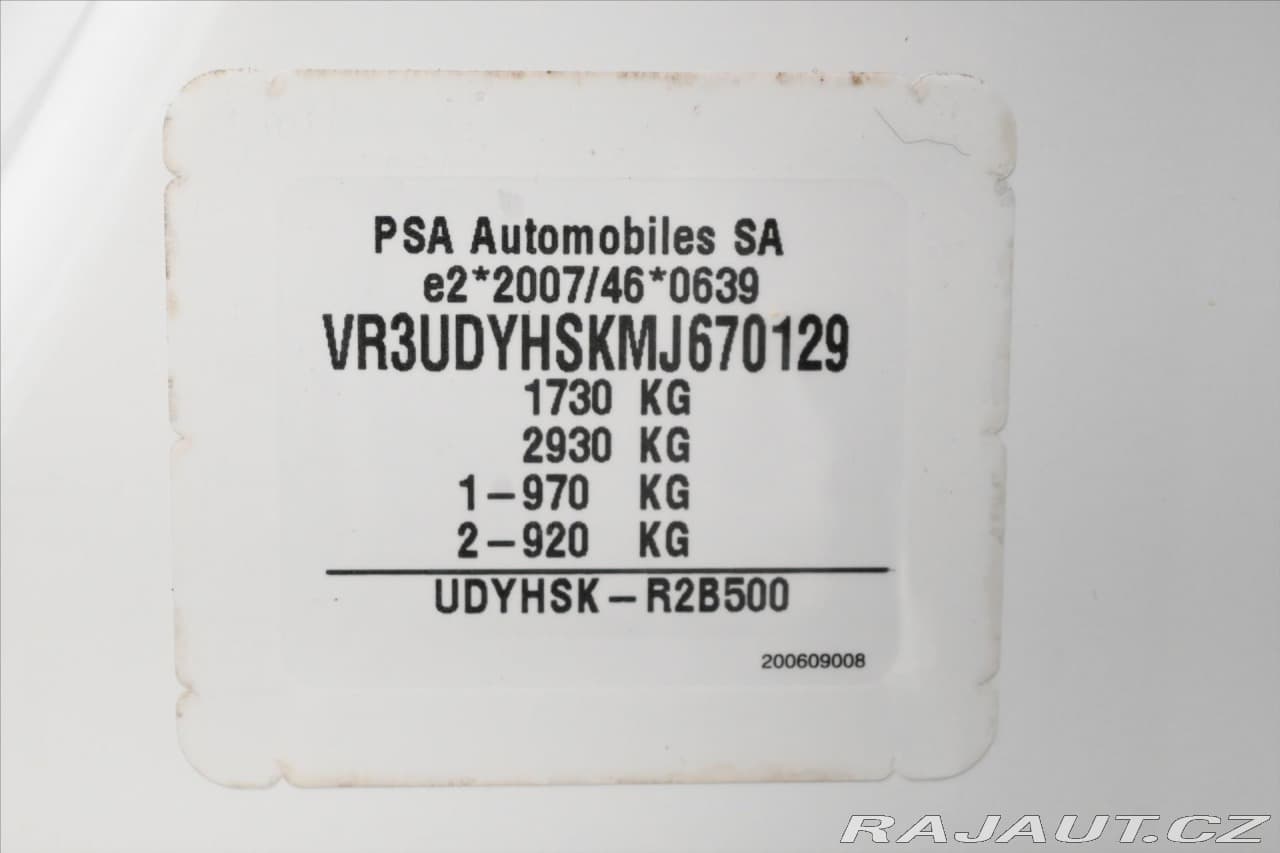 PSA Automobiles SA
e2*2007/46*0639
VR3UDYHSKMJ670129
1730 KG
2930 KG
1-970 KG
2-920 KG
UDYHSK-R2B500
200609008
RAJAUT.CZ